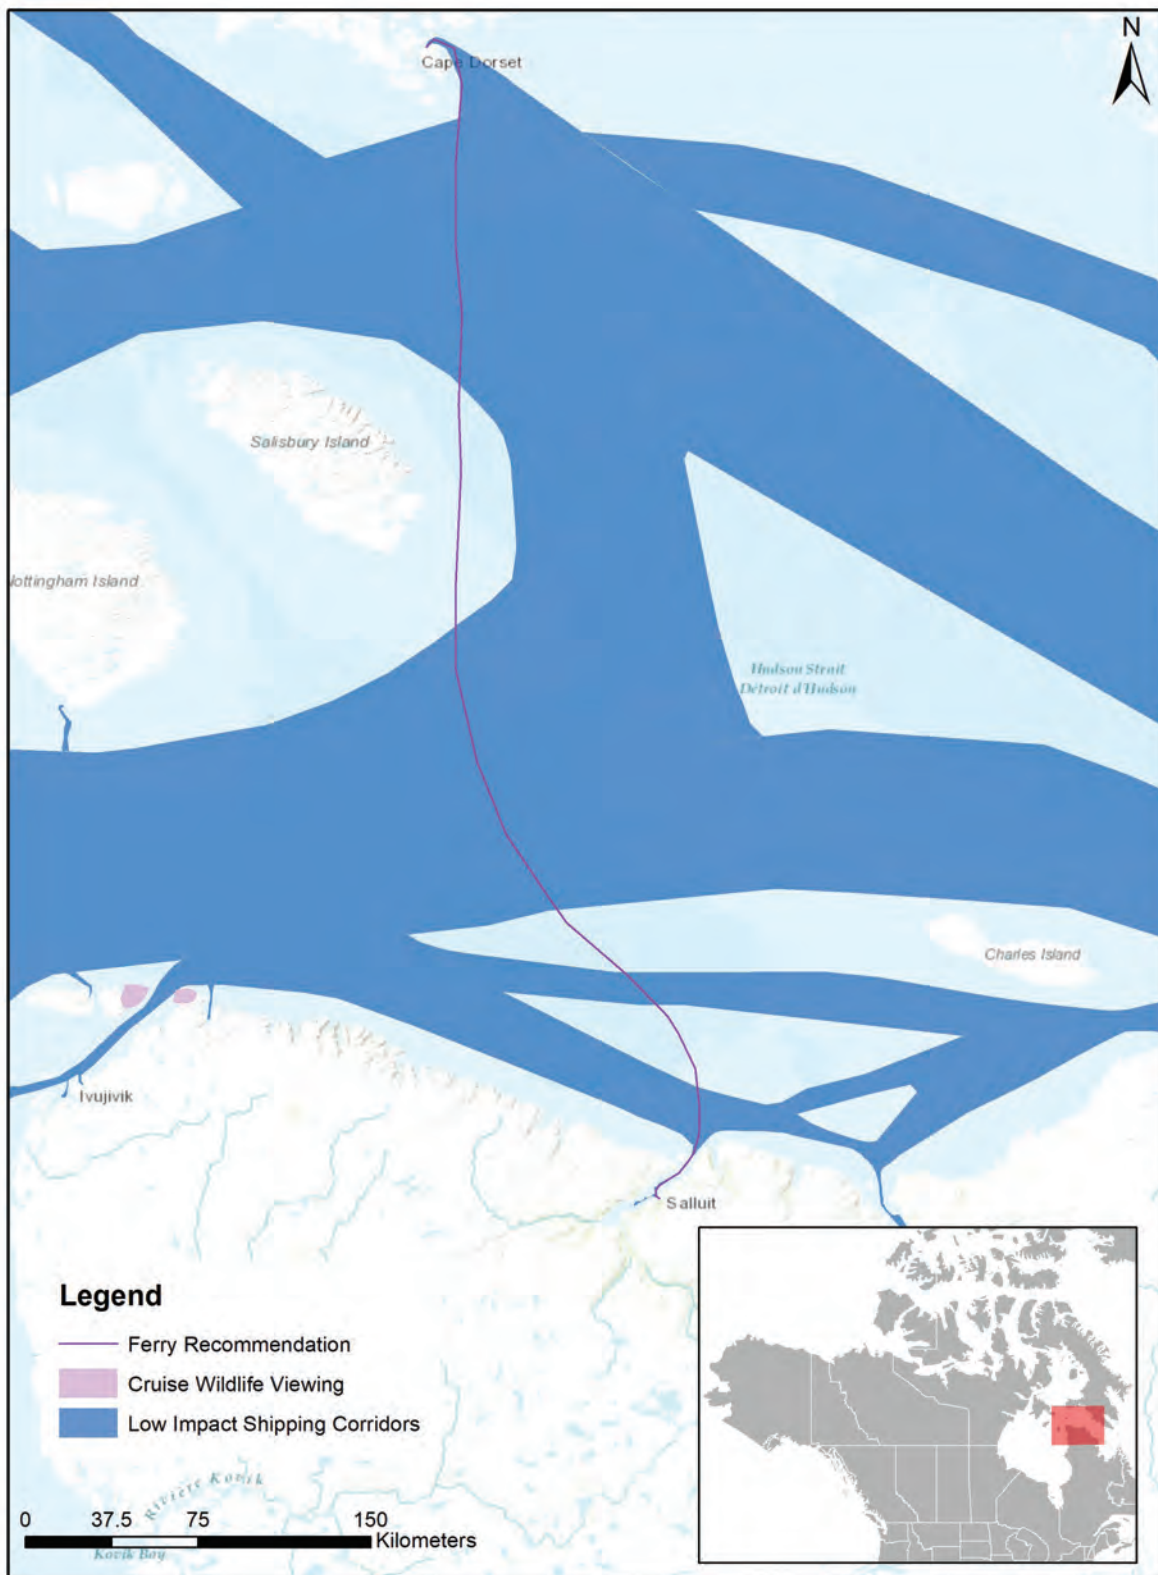 N
Cape Dorset
Salisbury Island
lottingham Island
Hudson Strait
Détroit d'Hudson
Charles Island
Ivujivik
Salluit
Legend
Ferry Recommendation
Cruise Wildlife Viewing
Low Impact Shipping Corridors
Rivière Kovik
0 37.5 75 150
Kilometers
Kovik Bay